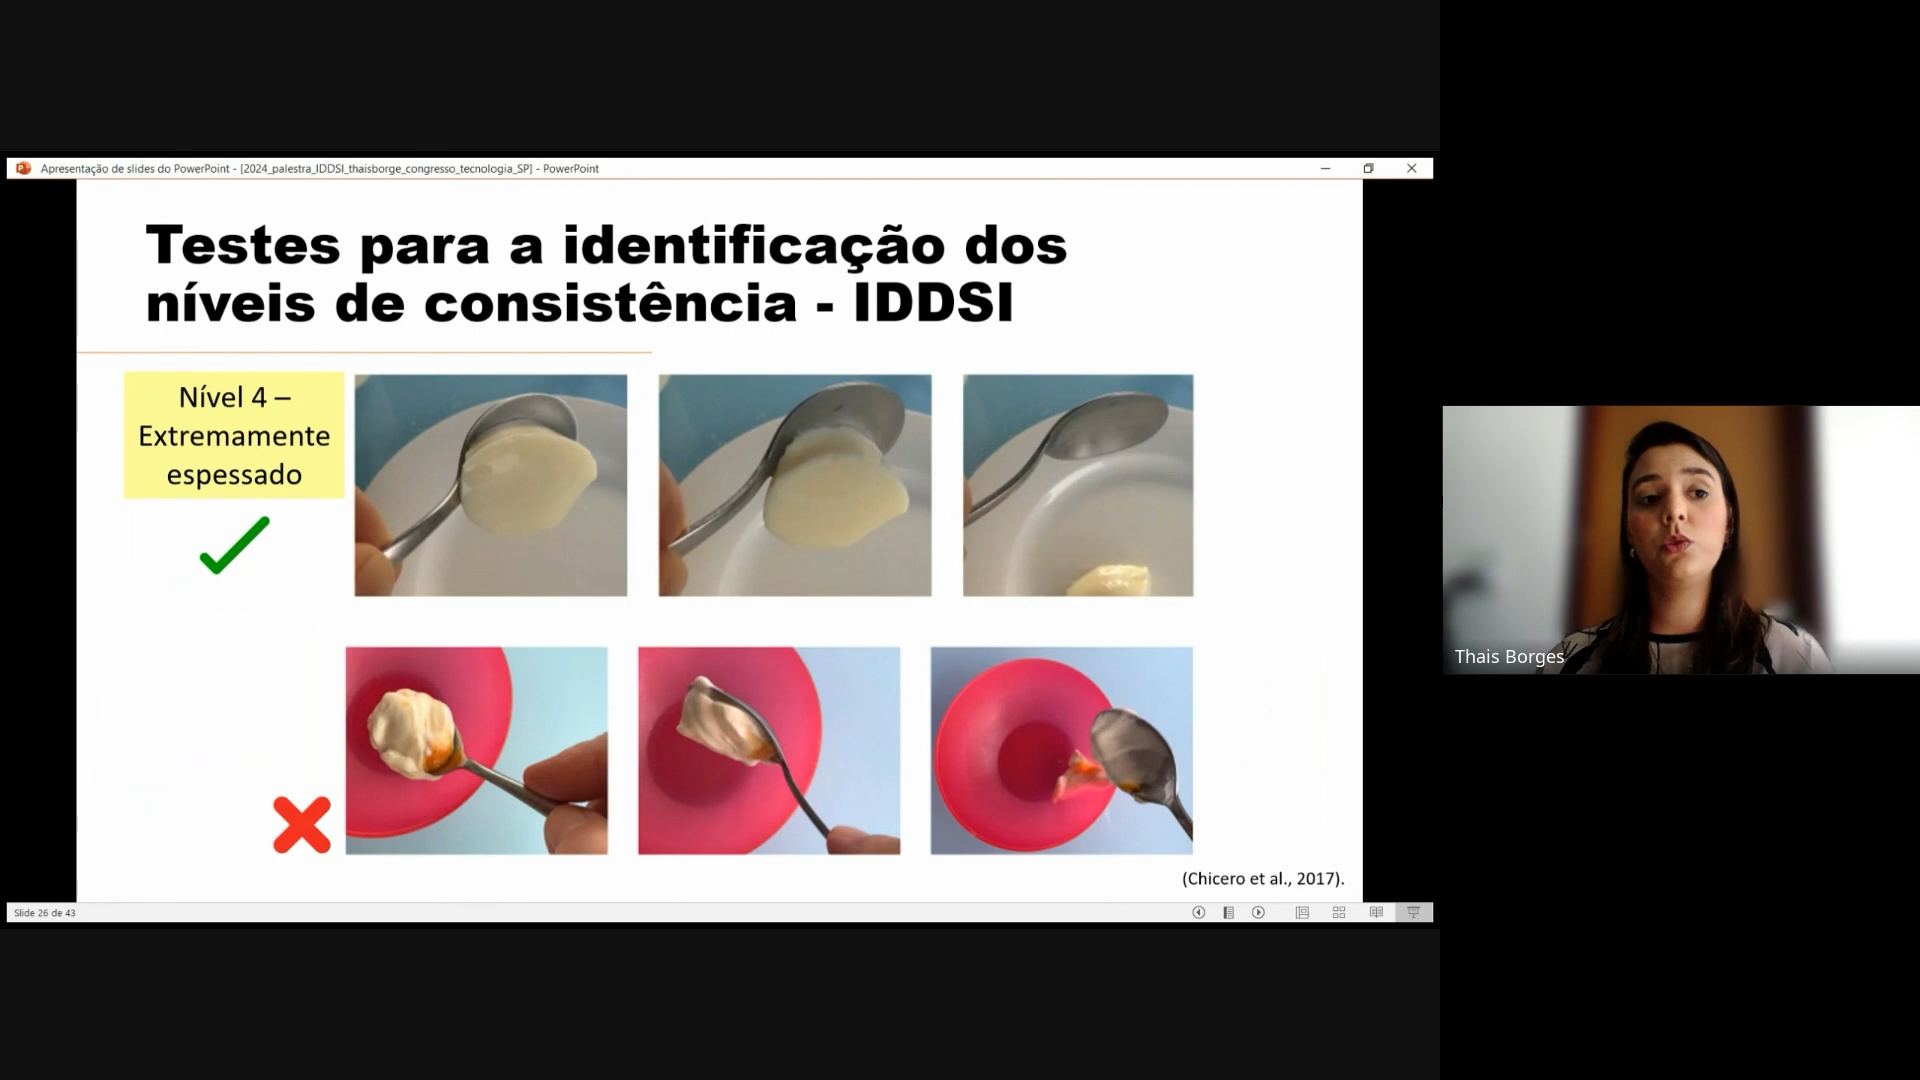 Apresentação de slides do PowerPoint - [2024_palestra_IDDSI_thaisborge_congresso_tecnologia_SP] - PowerPoint
Testes para a identificação dos
níveis de consistência - IDDSI
Nível 4 –
Extremamente
espessado
(Chicero et al., 2017).
Slide 26 de 43
Thais Borges